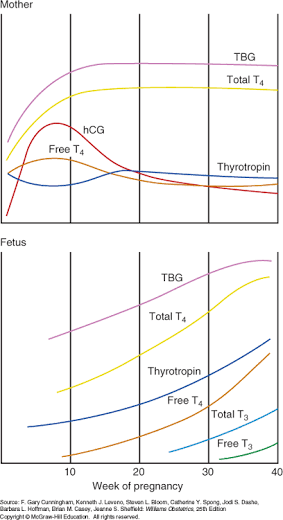 Mother
TBG
Total T4
hCG
Free T4
Thyrotropin
Fetus
TBG
Total T4
Thyrotropin
Free T4
Total T3
Free T3
10 20 30 40
Week of pregnancy
Source: F. Gary Cunningham, Kenneth J. Leveno, Steven L. Bloom, Catherine Y. Spong, Jodi S. Dashe,
Barbara L. Hoffman, Brian M. Casey, Jeanne S. Sheffield: Williams Obstetrics, 25th Edition
Copyright © McGraw-Hill Education. All rights reserved.